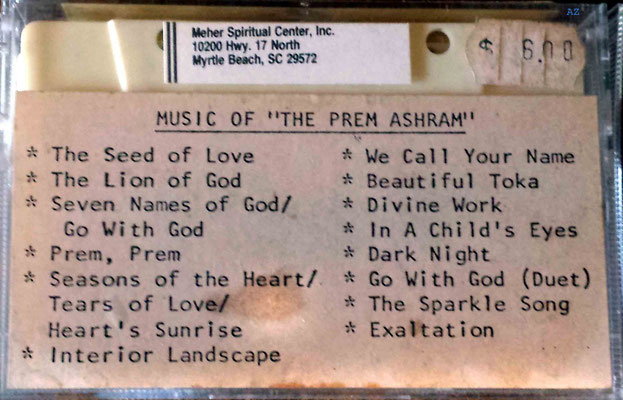 AZ
Meher Spiritual Center, Inc.
10200 Hwy. 17 North
Myrtle Beach, SC 29572
$ 6.00
MUSIC OF "THE PREM ASHRAM"
* The Seed of Love
* The Lion of God
* Seven Names of God/
Go With God
* Prem, Prem
* Seasons of the Heart/
Tears of Love/
Heart's Sunrise
* Interior Landscape
* We Call Your Name
* Beautiful Toka
* Divine Work
* In A Child's Eyes
* Dark Night
* Go With God (Duet)
* The Sparkle Song
* Exaltation